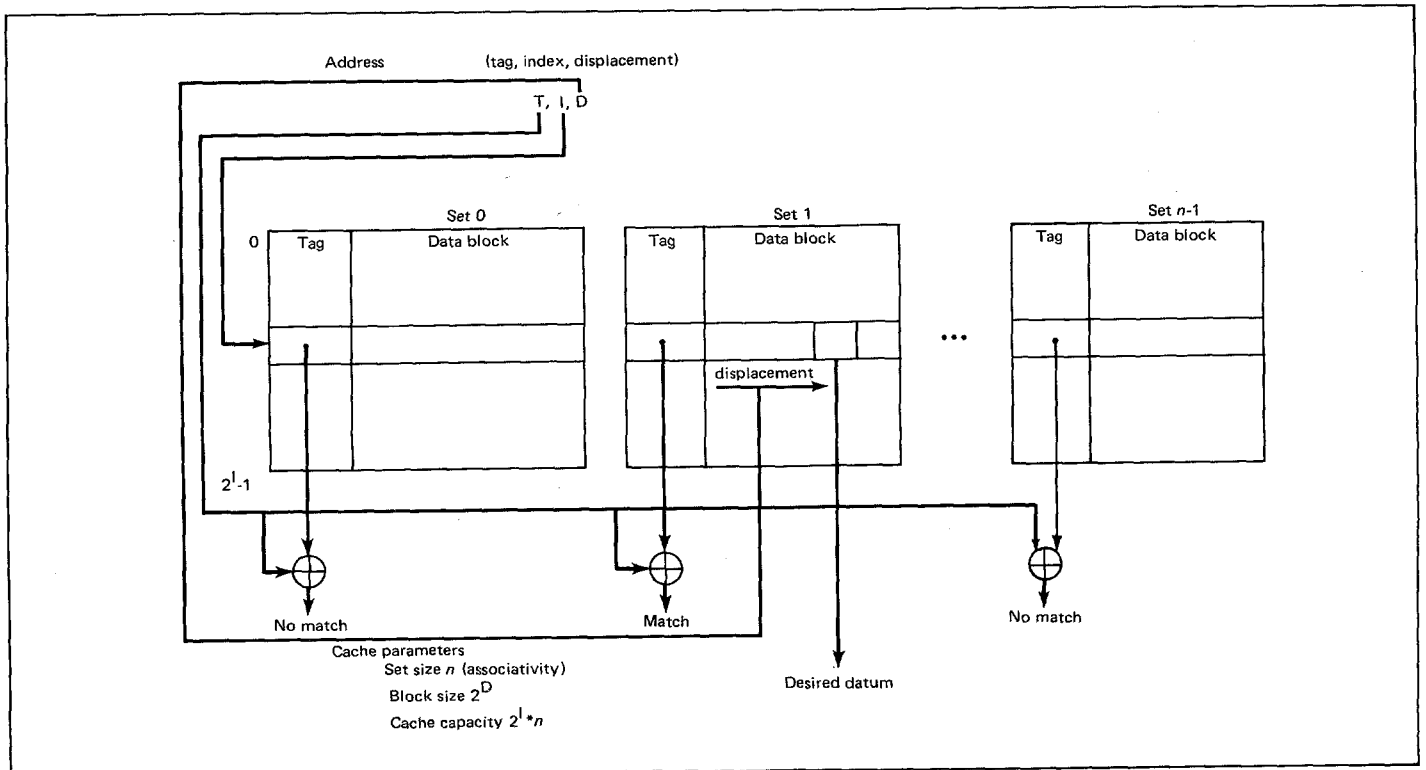 Address (tag, index, displacement)
T, I, D
Set 0
Set 1
Set n-1
0
Tag
Data block
Tag
Data block
Tag
Data block
•••
displacement
2^I-1
No match
Match
No match
Cache parameters
Set size n (associativity)
Block size 2^D
Cache capacity 2^I*n
Desired datum